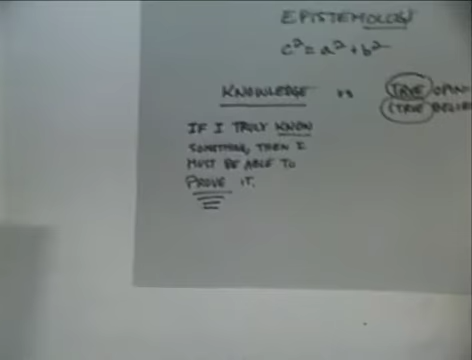 EPISTEMOLOGY
c² = a² + b²
KNOWLEDGE vs TRUE OPIN
(TRUE BELIE
IF I TRULY KNOW
SOMETHING, THEN I
MUST BE ABLE TO
PROVE IT.